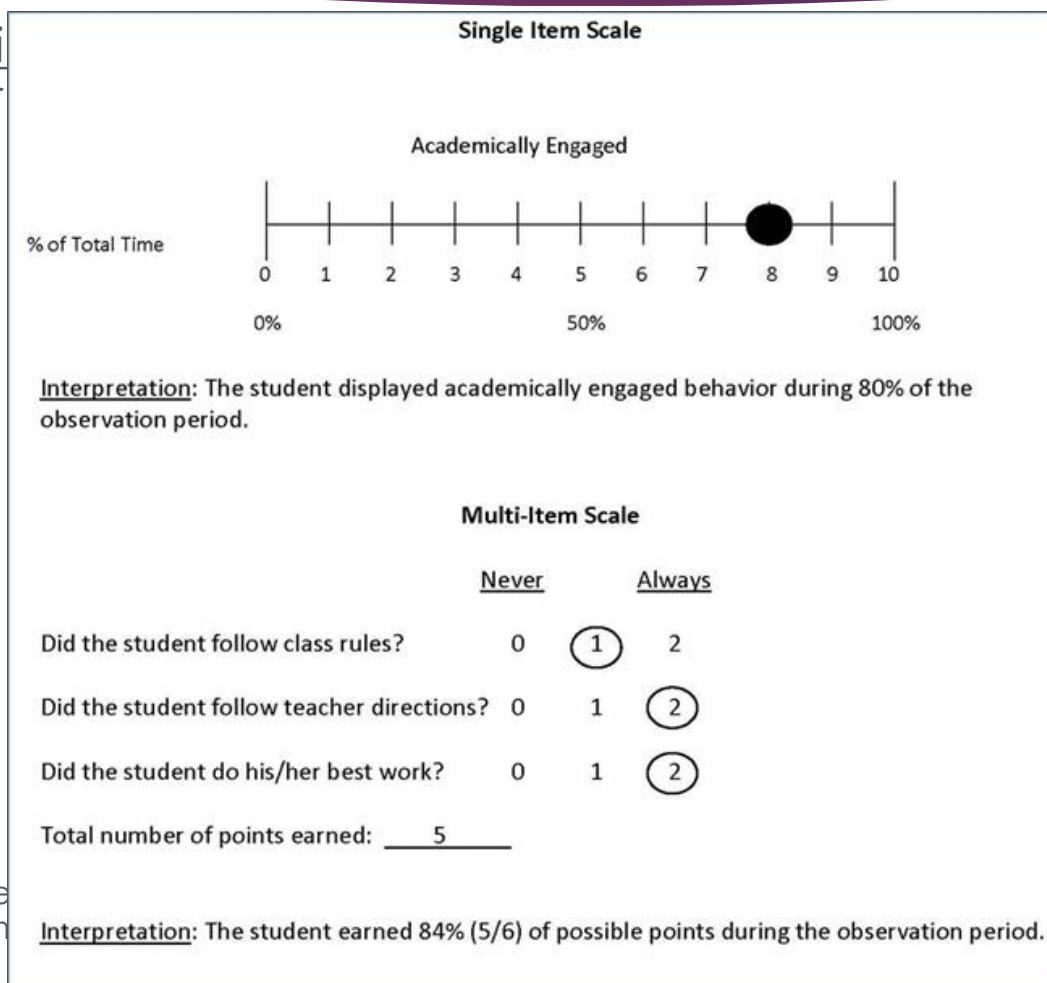 Single Item Scale
Academically Engaged
% of Total Time
0 1 2 3 4 5 6 7 8 9 10
0% 50% 100%
Interpretation: The student displayed academically engaged behavior during 80% of the
observation period.
Multi-Item Scale
Never Always
Did the student follow class rules? 0 1 2
Did the student follow teacher directions? 0 1 2
Did the student do his/her best work? 0 1 2
Total number of points earned: 5
Interpretation: The student earned 84% (5/6) of possible points during the observation period.